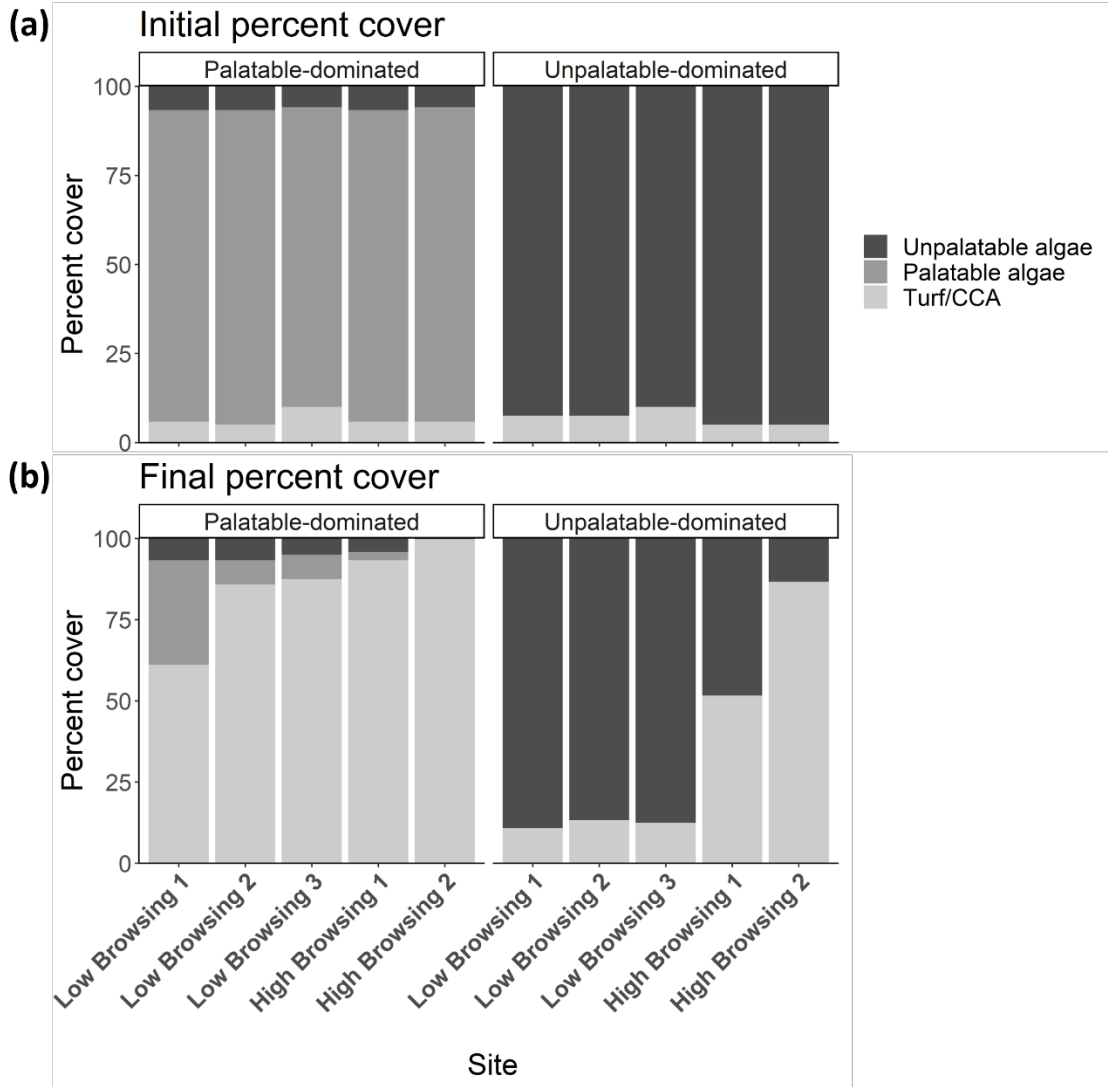 (a)
Initial percent cover
Palatable-dominated
Unpalatable-dominated
Percent cover
100
75
50
25
0
Unpalatable algae
Palatable algae
Turf/CCA
(b)
Final percent cover
Palatable-dominated
Unpalatable-dominated
Percent cover
100
75
50
25
0
Low Browsing 1
Low Browsing 2
Low Browsing 3
High Browsing 1
High Browsing 2
Low Browsing 1
Low Browsing 2
Low Browsing 3
High Browsing 1
High Browsing 2
Site